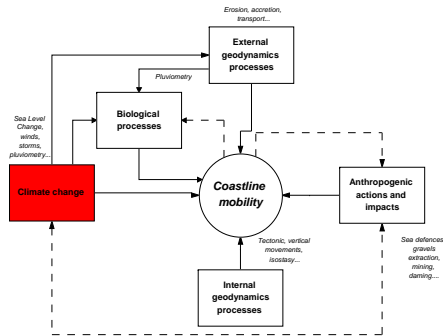 Erosion, accretion,
transport...
External
geodynamics
processes
Pluviometry
Sea Level
Change,
winds,
storms,
pluviometry...
Biological
processes
Climate change
Coastline
mobility
Anthropogenic
actions and
impacts
Tectonic, vertical
movements,
isostasy...
Sea defences
gravels
extraction,
mining,
daming....
Internal
geodynamics
processes